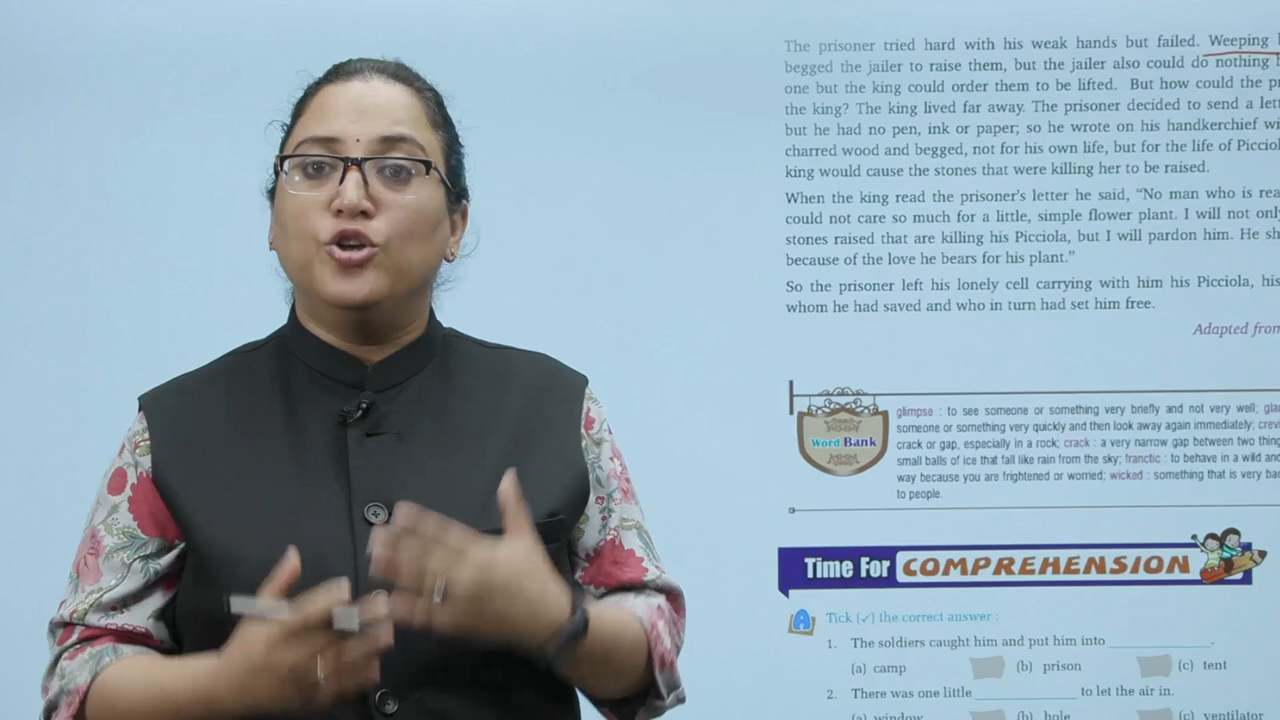 The prisoner tried hard with his weak hands but failed. Weeping
begged the jailer to raise them, but the jailer also could do nothing
one but the king could order them to be lifted. But how could the
the king? The king lived far away. The prisoner decided to send a
but he had no pen, ink or paper; so he wrote on his handkerchief
charred wood and begged, not for his own life, but for the life of
king would cause the stones that were killing her to be raised.
When the king read the prisoner's letter he said, “No man who is
could not care so much for a little, simple flower plant. I will not
stones raised that are killing his Picciola, but I will pardon him. He
because of the love he bears for his plant.”
So the prisoner left his lonely cell carrying with him his Picciola,
whom he had saved and who in turn had set him free.
Adapted from
Word Bank
glimpse : to see someone or something very briefly and not very well;
someone or something very quickly and then look away again immediately;
crack or gap, especially in a rock; crack : a very narrow gap between two
small balls of ice that fall like rain from the sky; franctic : to behave in a wild
way because you are frightened or worried; wicked : something that is very
to people.
Time For COMPREHENSION
A Tick (✓) the correct answer :
1. The soldiers caught him and put him into ____________.
(a) camp (b) prison (c) tent
2. There was one little ____________ to let the air in.
(a) window (b) hole (c) ventilator